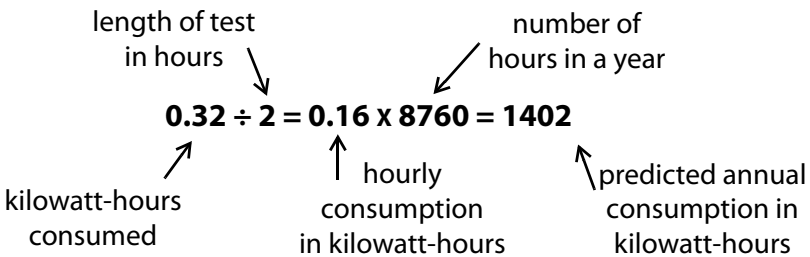 length of test
in hours
number of
hours in a year
0.32 ÷ 2 = 0.16 x 8760 = 1402
kilowatt-hours
consumed
hourly
consumption
in kilowatt-hours
predicted annual
consumption in
kilowatt-hours